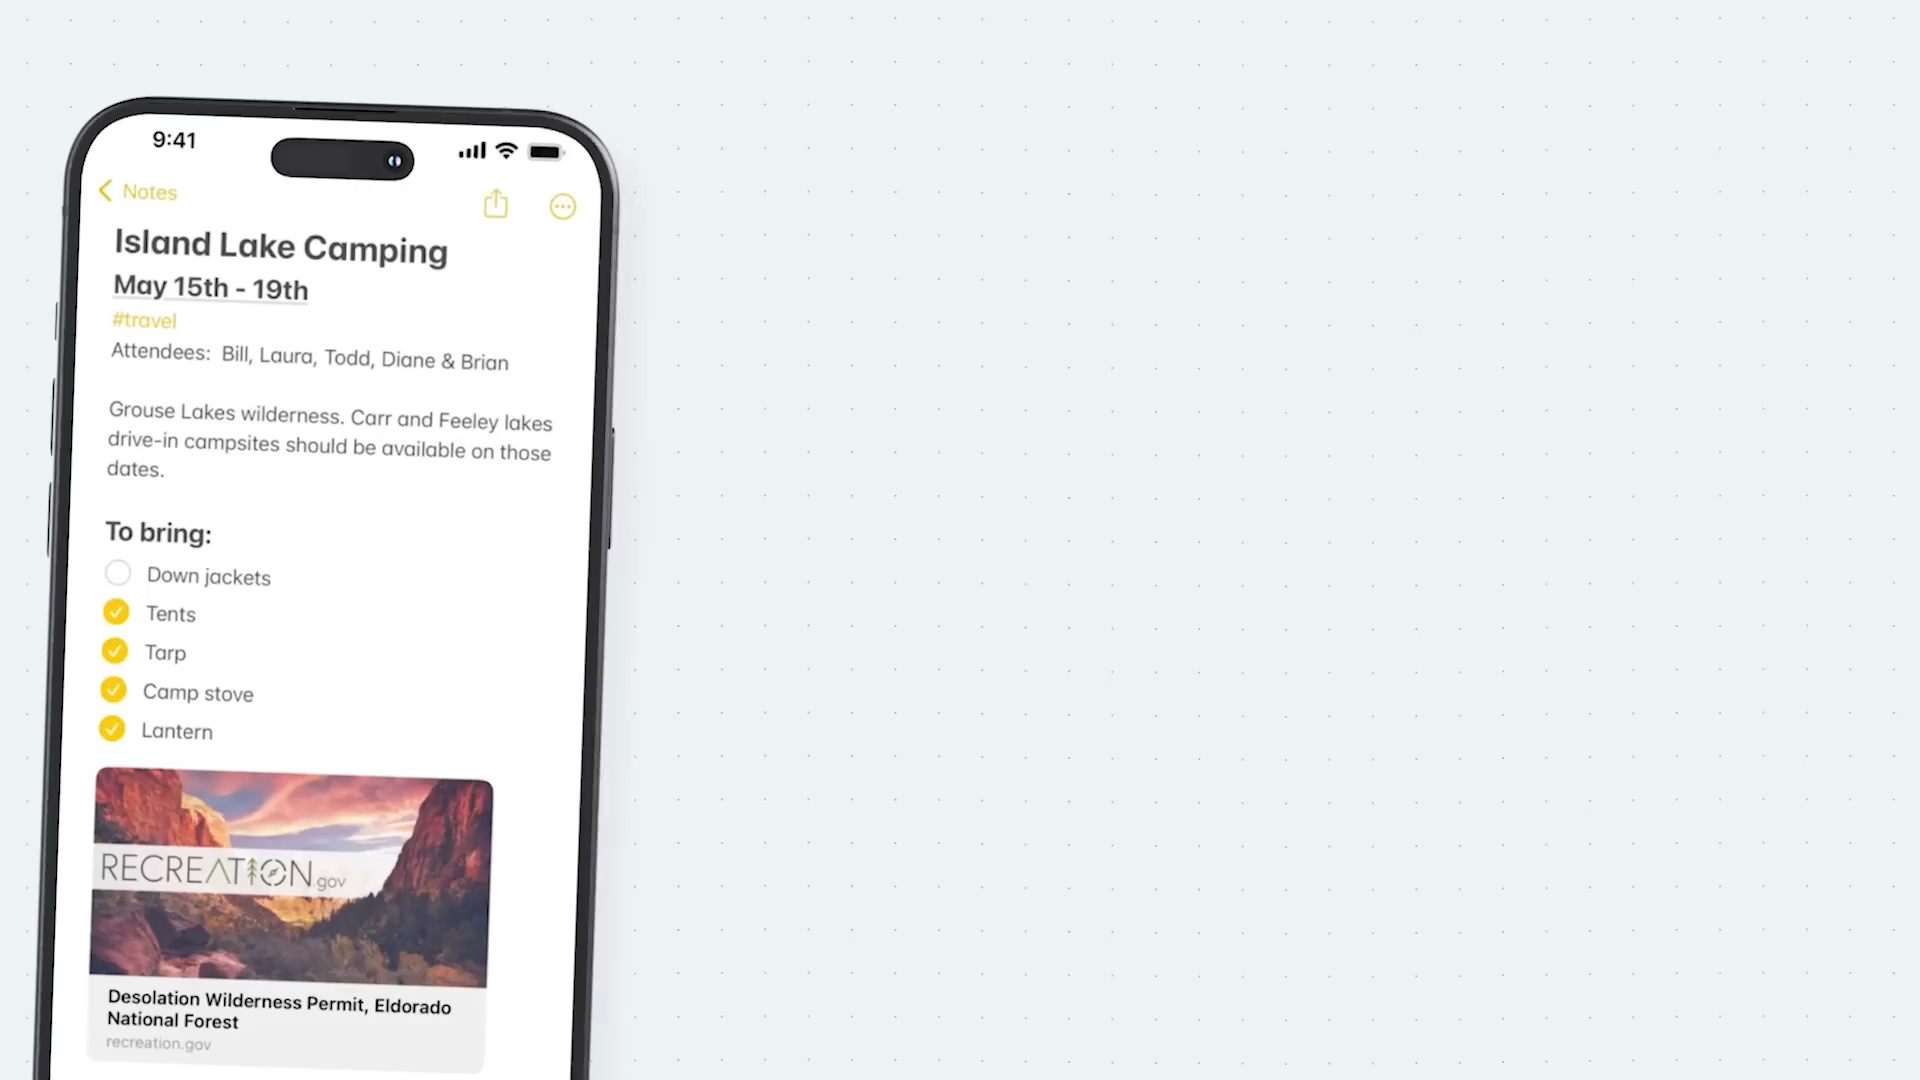 9:41
Notes
Island Lake Camping
May 15th - 19th
#travel
Attendees:  Bill, Laura, Todd, Diane & Brian
Grouse Lakes wilderness. Carr and Feeley lakes
drive-in campsites should be available on those
dates.
To bring:
Down jackets
Tents
Tarp
Camp stove
Lantern
RECREATION.gov
Desolation Wilderness Permit, Eldorado
National Forest
recreation.gov